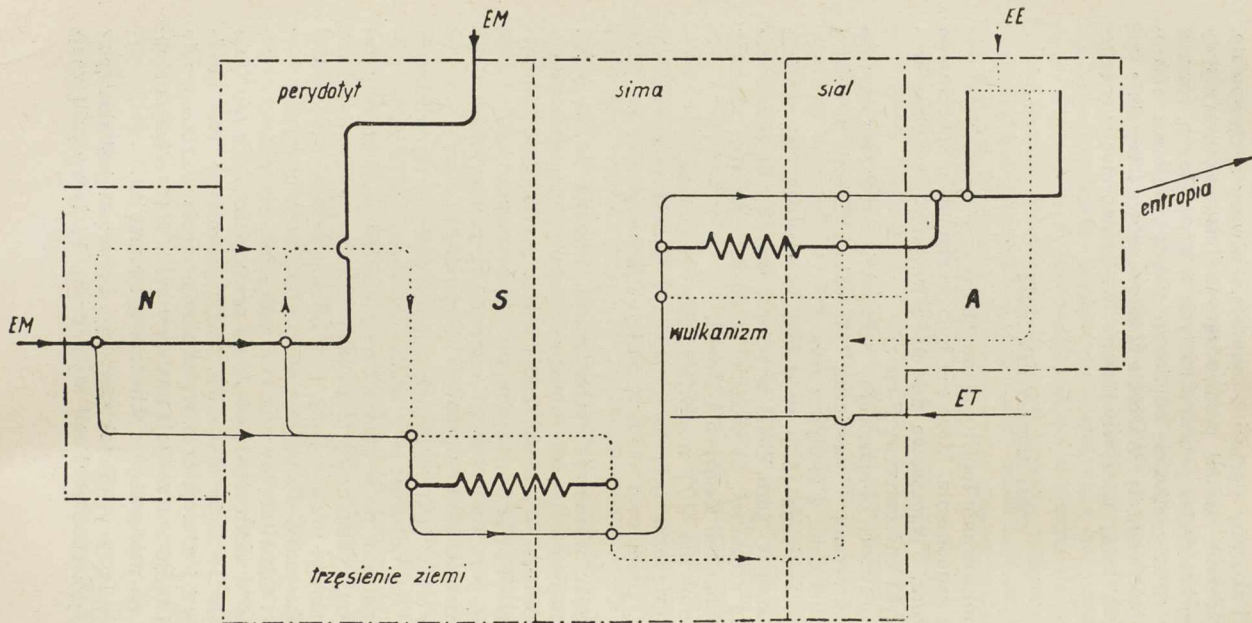 EM
EE
perydotyt
sima
sial
entropia
N
S
A
EM
wulkanizm
ET
trzęsienie ziemi